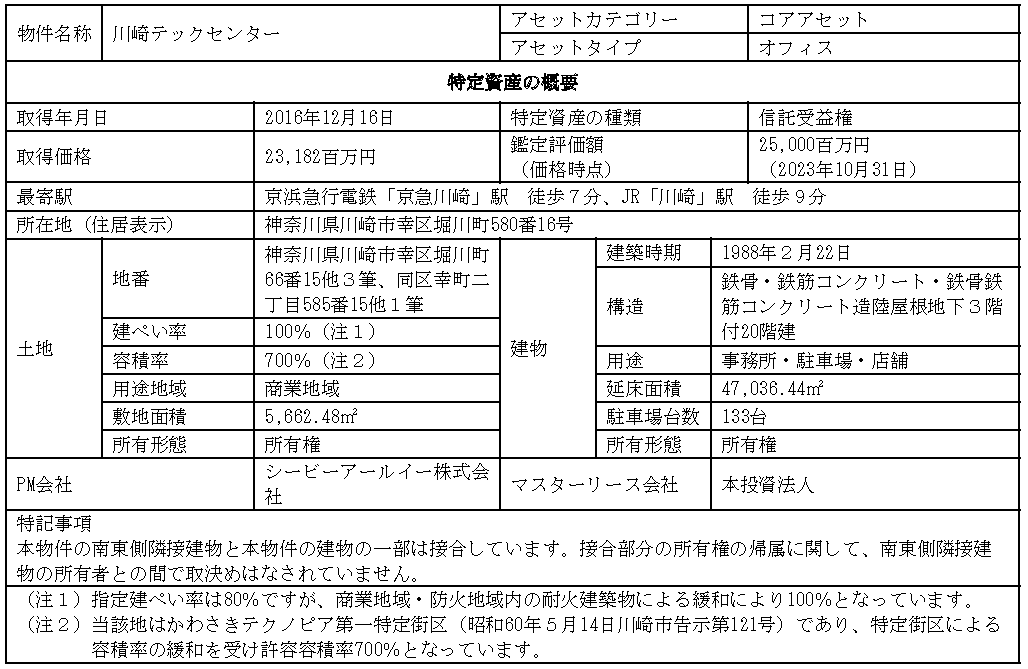 物件名称 川崎テックセンター アセットカテゴリー コアアセット
アセットタイプ オフィス
特定資産の概要
取得年月日 2016年12月16日 特定資産の種類 信託受益権
取得価格 23,182百万円 鑑定評価額 25,000百万円
（価格時点） （2023年10月31日）
最寄駅 京浜急行電鉄「京急川崎」駅　徒歩７分、JR「川崎」駅　徒歩９分
所在地（住居表示） 神奈川県川崎市幸区堀川町580番16号
土地
地番
神奈川県川崎市幸区堀川町
66番15他３筆、同区幸町二
丁目585番15他１筆
建ぺい率 100％（注１）
容積率 700％（注２）
用途地域 商業地域
敷地面積 5,662.48㎡
所有形態 所有権
建物
建築時期 1988年２月22日
構造
鉄骨・鉄筋コンクリート・鉄骨鉄
筋コンクリート造陸屋根地下３階
付20階建
用途 事務所・駐車場・店舗
延床面積 47,036.44㎡
駐車場台数 133台
所有形態 所有権
PM会社
シービーアールイー株式会
社
マスターリース会社 本投資法人
特記事項
本物件の南東側隣接建物と本物件の建物の一部は接合しています。接合部分の所有権の帰属に関して、南東側隣接建
物の所有者との間で取決めはなされていません。
（注１）指定建ぺい率は80％ですが、商業地域・防火地域内の耐火建築物による緩和により100％となっています。
（注２）当該地はかわさきテクノピア第一特定街区（昭和60年５月14日川崎市告示第121号）であり、特定街区による
容積率の緩和を受け許容容積率700％となっています。